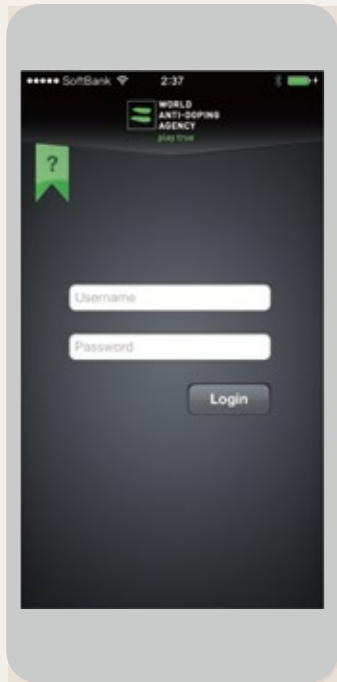 SoftBank 2:37
WORLD
ANTI-DOPING
AGENCY
play true
?
Username
Password
Login